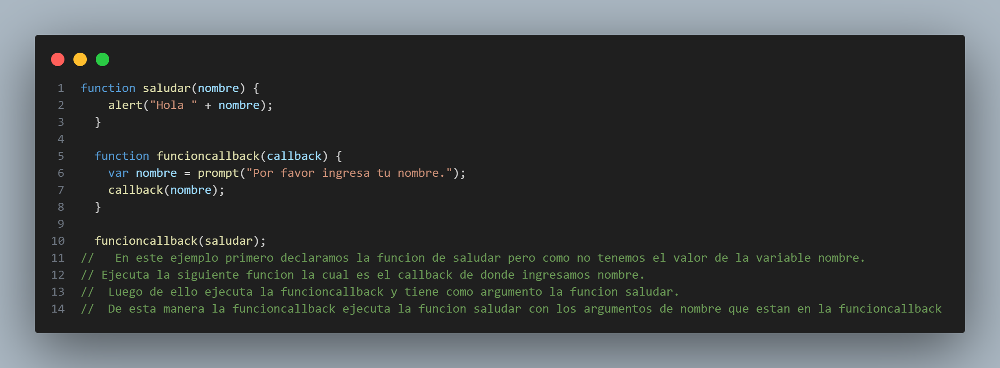 1 function saludar(nombre) {
2 alert("Hola " + nombre);
3 }
4
5 function funcioncallback(callback) {
6 var nombre = prompt("Por favor ingresa tu nombre.");
7 callback(nombre);
8 }
9
10 funcioncallback(saludar);
11 //   En este ejemplo primero declaramos la funcion de saludar pero como no tenemos el valor de la variable nombre.
12 // Ejecuta la siguiente funcion la cual es el callback de donde ingresamos nombre.
13 //  Luego de ello ejecuta la funcioncallback y tiene como argumento la funcion saludar.
14 //  De esta manera la funcioncallback ejecuta la funcion saludar con los argumentos de nombre que estan en la funcioncallback